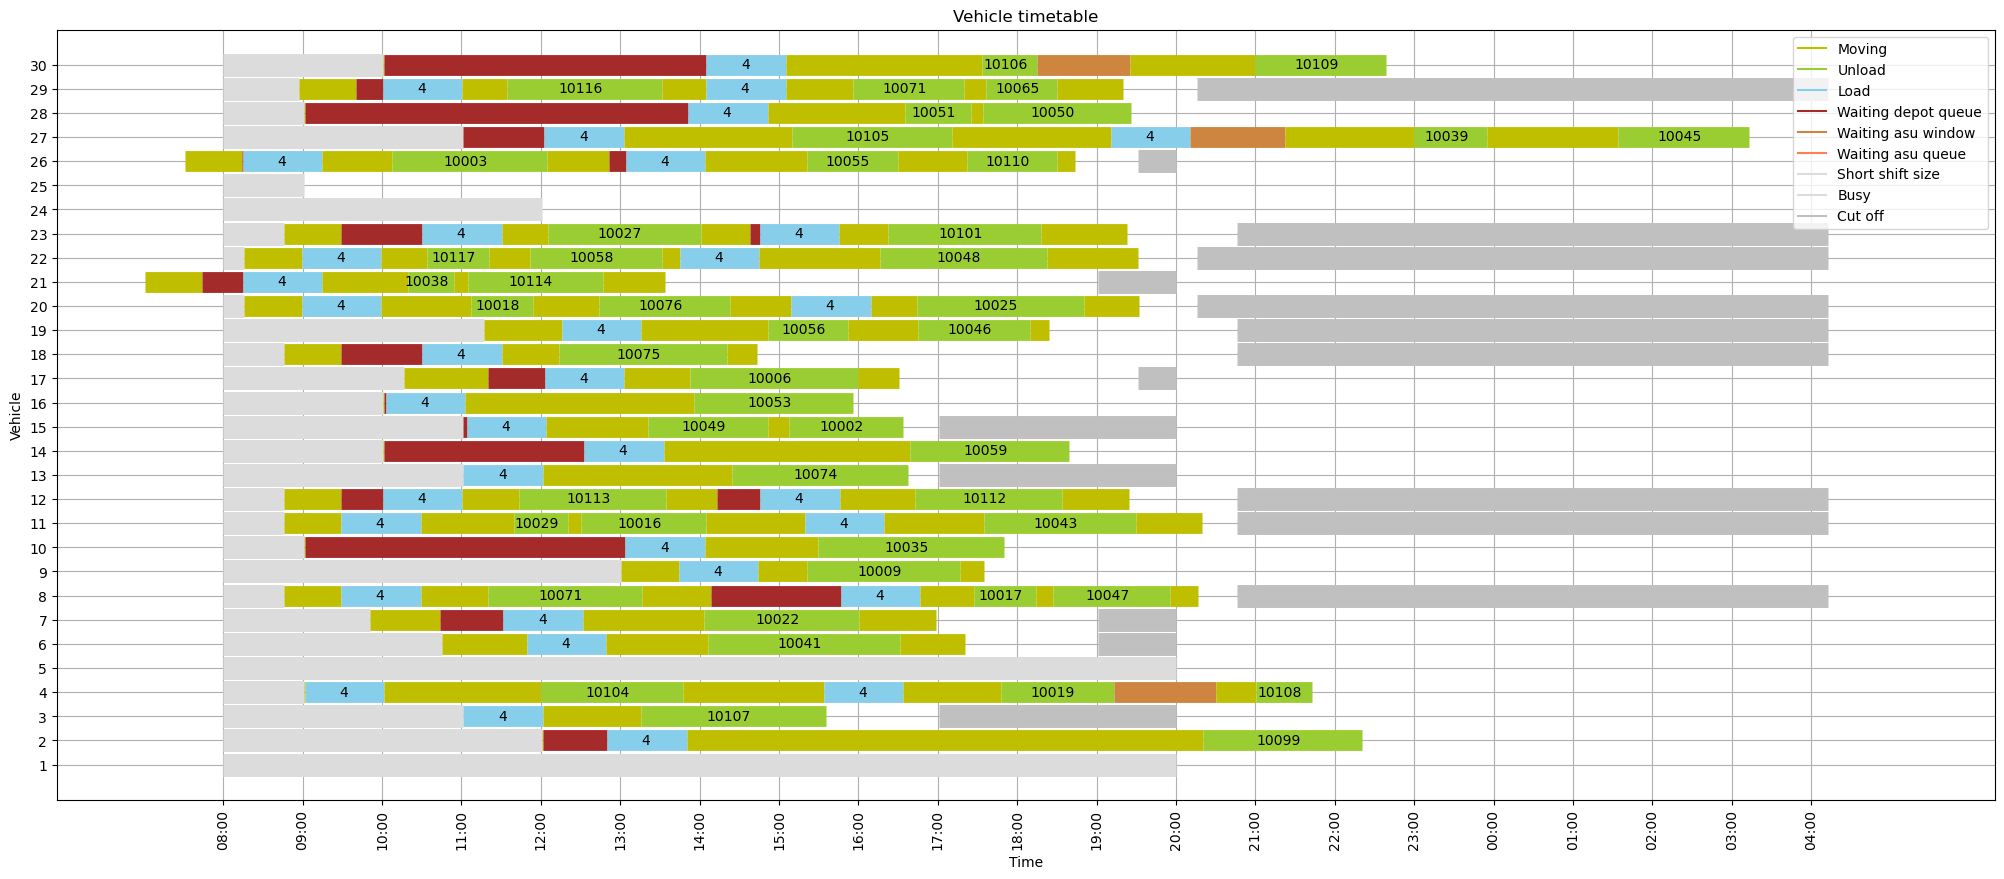 Vehicle timetable
Moving
Unload
Load
Waiting depot queue
Waiting asu window
Waiting asu queue
Short shift size
Busy
Cut off
Vehicle
30 4 10106 10109
29 4 10116 4 10071 10065
28 4 10051 10050
27 4 10105 4 10039 10045
26 4 10003 4 10055 10110
25
24
23 4 10027 4 10101
22 4 10117 10058 4 10048
21 4 10038 10114
20 4 10018 10076 4 10025
19 4 10056 10046
18 4 10075
17 4 10006
16 4 10053
15 4 10049 10002
14 4 10059
13 4 10074
12 4 10113 4 10112
11 4 10029 10016 4 10043
10 4 10035
9 4 10009
8 4 10071 4 10017 10047
7 4 10022
6 4 10041
5
4 4 10104 4 10019 10108
3 4 10107
2 4 10099
1
08:00 09:00 10:00 11:00 12:00 13:00 14:00 15:00 16:00 17:00 18:00 19:00 20:00 21:00 22:00 23:00 00:00 01:00 02:00 03:00 04:00
Time